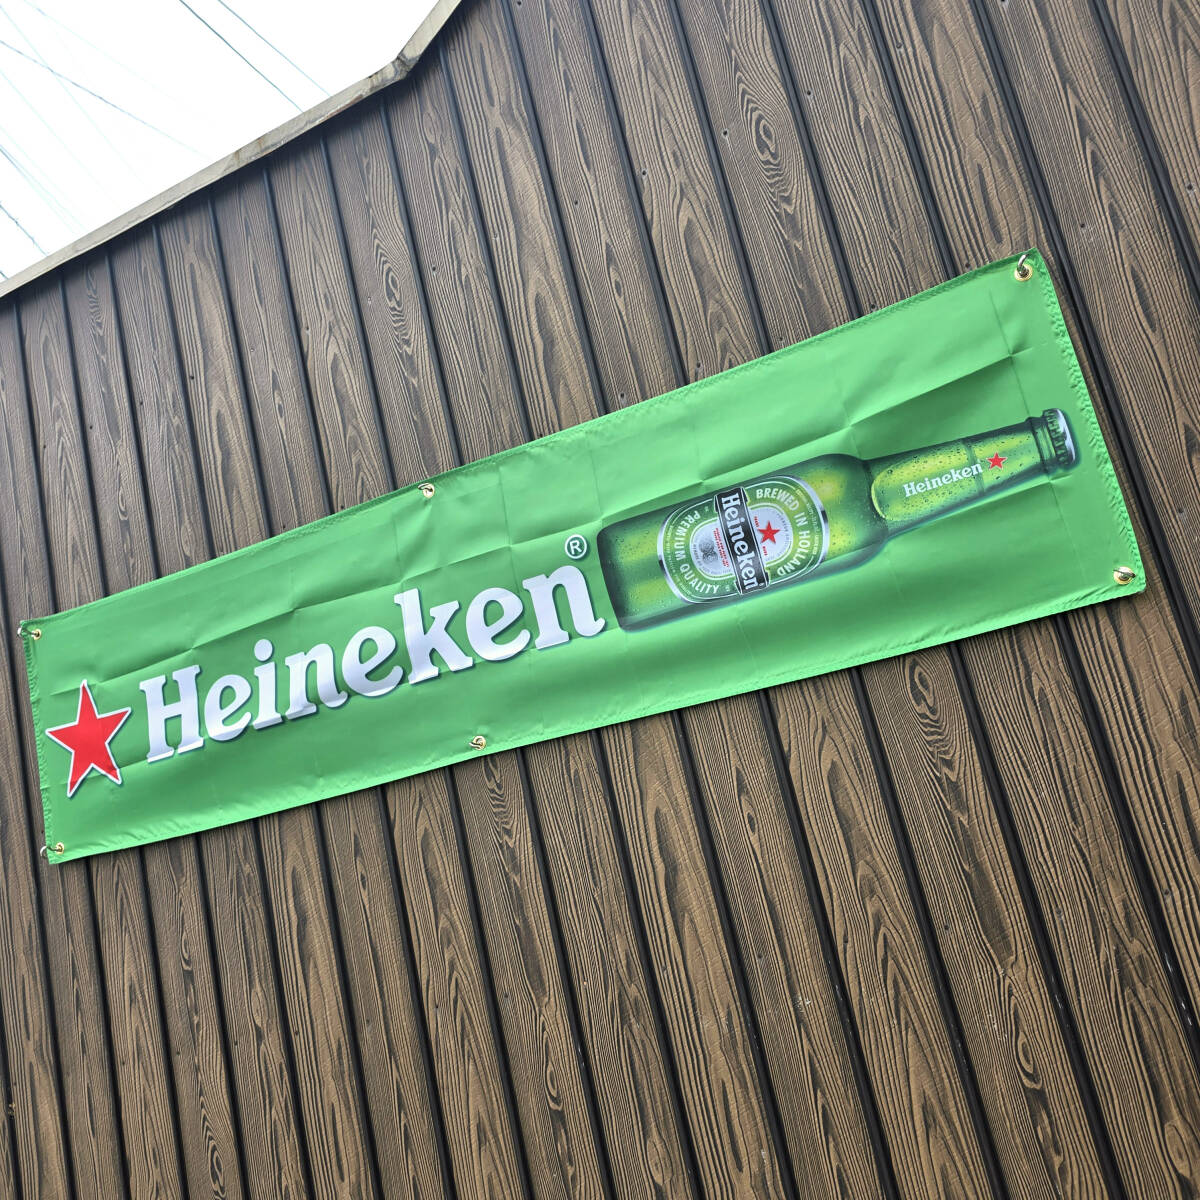 Heineken®
PREMIUM QUALITY
Heineken
BREWED IN HOLLAND
Heineken